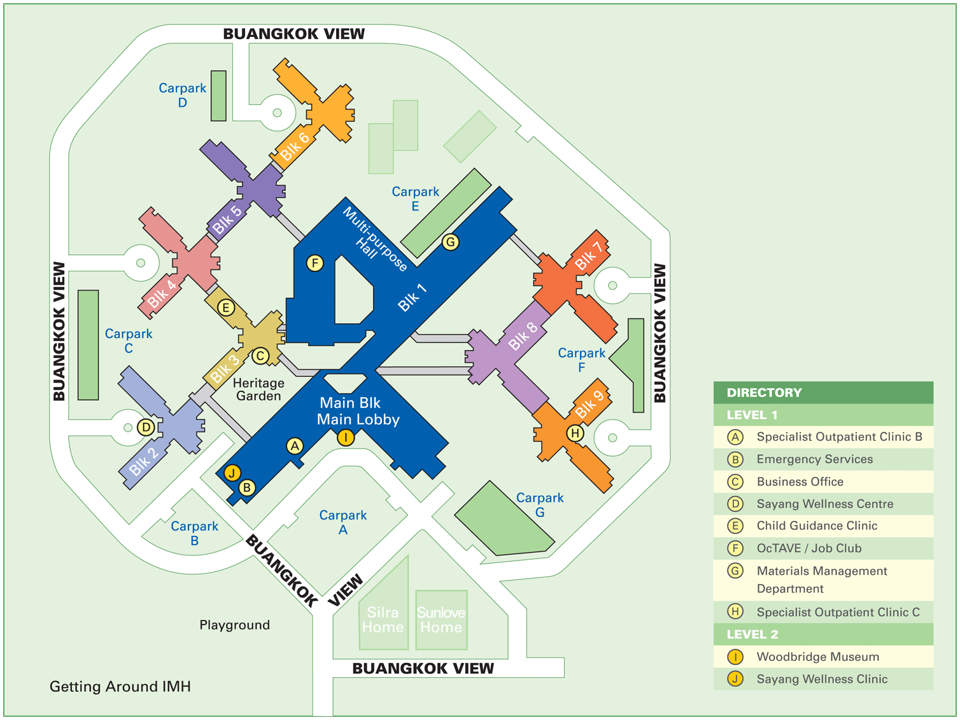 BUANGKOK VIEW
Carpark
D
Blk 6
Carpark
E
Blk 5
Multi-purpose
Hall
G
F
Blk 7
Blk 4
Blk 1
BUANGKOK VIEW
BUANGKOK VIEW
E
Carpark
C
C
Blk 3
Blk 8
Carpark
F
Heritage
Garden
Blk 9
Main Blk
Main Lobby
D
A
I
H
Blk 2
J
B
Carpark
B
Carpark
A
Carpark
G
BUANGKOK
VIEW
Silra
Home
Sunlove
Home
Playground
BUANGKOK VIEW
Getting Around IMH
DIRECTORY
LEVEL 1
A Specialist Outpatient Clinic B
B Emergency Services
C Business Office
D Sayang Wellness Centre
E Child Guidance Clinic
F OcTAVE / Job Club
G Materials Management
Department
H Specialist Outpatient Clinic C
LEVEL 2
I Woodbridge Museum
J Sayang Wellness Clinic